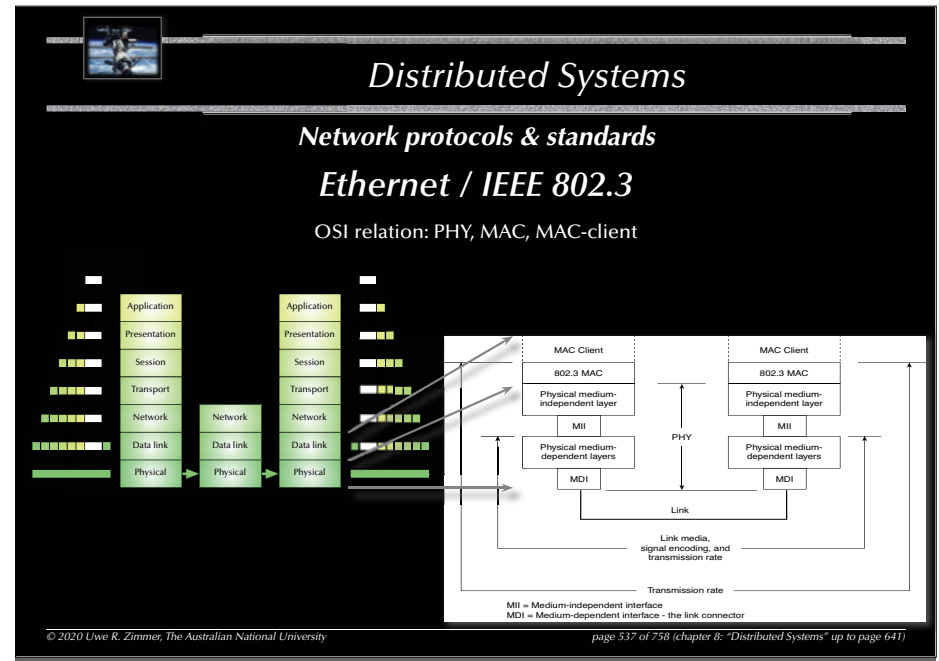 Distributed Systems
Network protocols & standards
Ethernet / IEEE 802.3
OSI relation: PHY, MAC, MAC-client
Application
Presentation
Session
Transport
Network
Data link
Physical
Network
Data link
Physical
Application
Presentation
Session
Transport
Network
Data link
Physical
MAC Client
802.3 MAC
Physical medium-
independent layer
MII
Physical medium-
dependent layers
MDI
PHY
MAC Client
802.3 MAC
Physical medium-
independent layer
MII
Physical medium-
dependent layers
MDI
Link
Link media,
signal encoding, and
transmission rate
Transmission rate
MII = Medium-independent interface
MDI = Medium-dependent interface - the link connector
© 2020 Uwe R. Zimmer, The Australian National University
page 537 of 758 (chapter 8: “Distributed Systems” up to page 641)